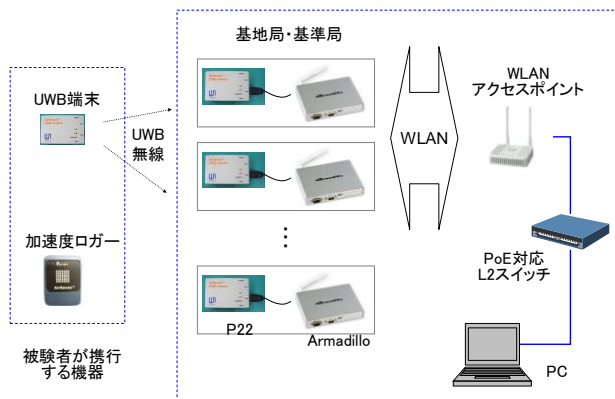 基地局・基準局
UWB端末
UWB
無線
加速度ロガー
被験者が携行
する機器
P22
Armadillo
WLAN
WLAN
アクセスポイント
PoE対応
L2スイッチ
PC